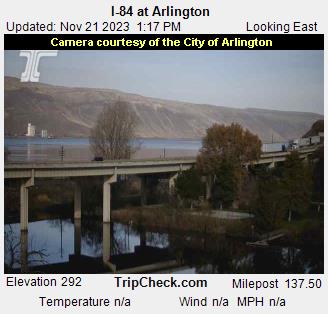 I-84 at Arlington
Updated: Nov 21 2023 1:17 PM Looking East
Camera courtesy of the City of Arlington
Elevation 292 TripCheck.com Milepost 137.50
Temperature n/a Wind n/a MPH n/a